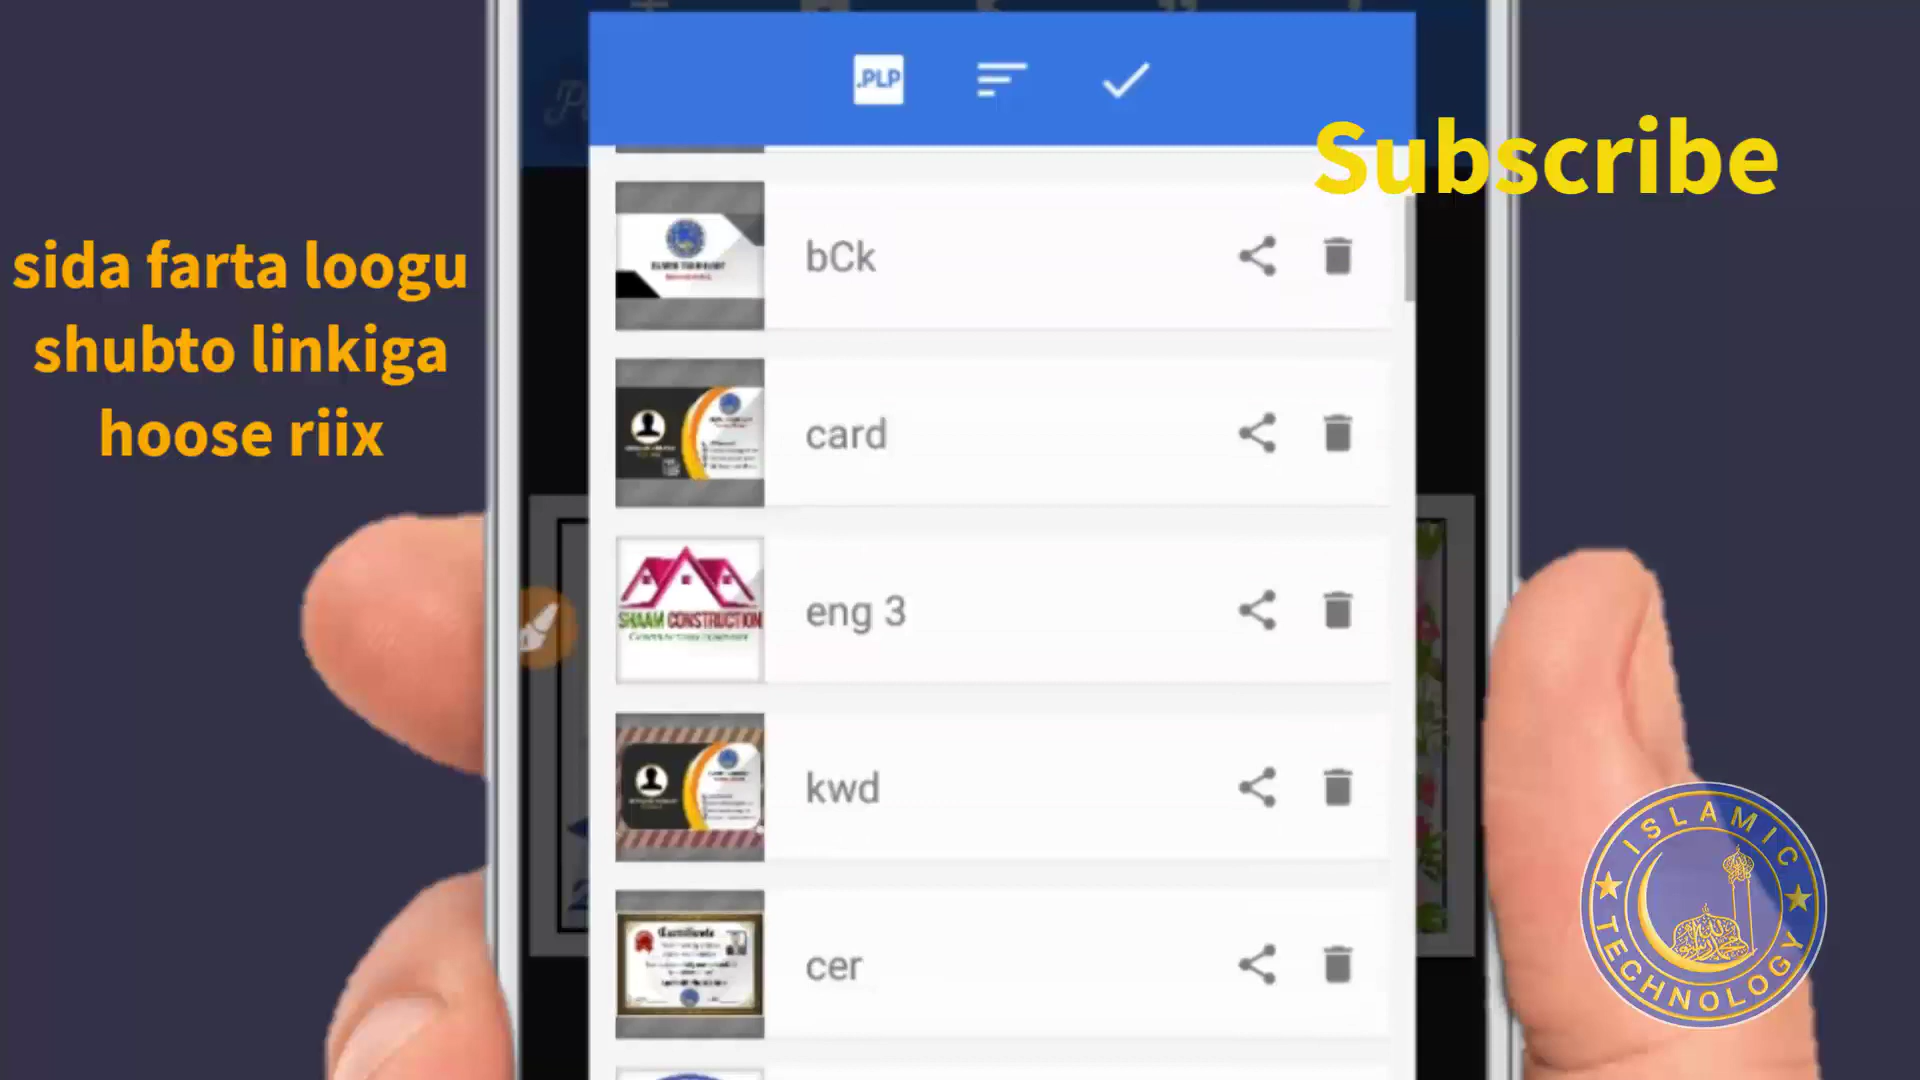 .PLP
Subscribe
sida farta loogu
shubto linkiga
hoose riix
bCk
card
SHAAM CONSTRUCTION
eng 3
kwd
Certificate
cer
ISLAMIC
TECHNOLOGY